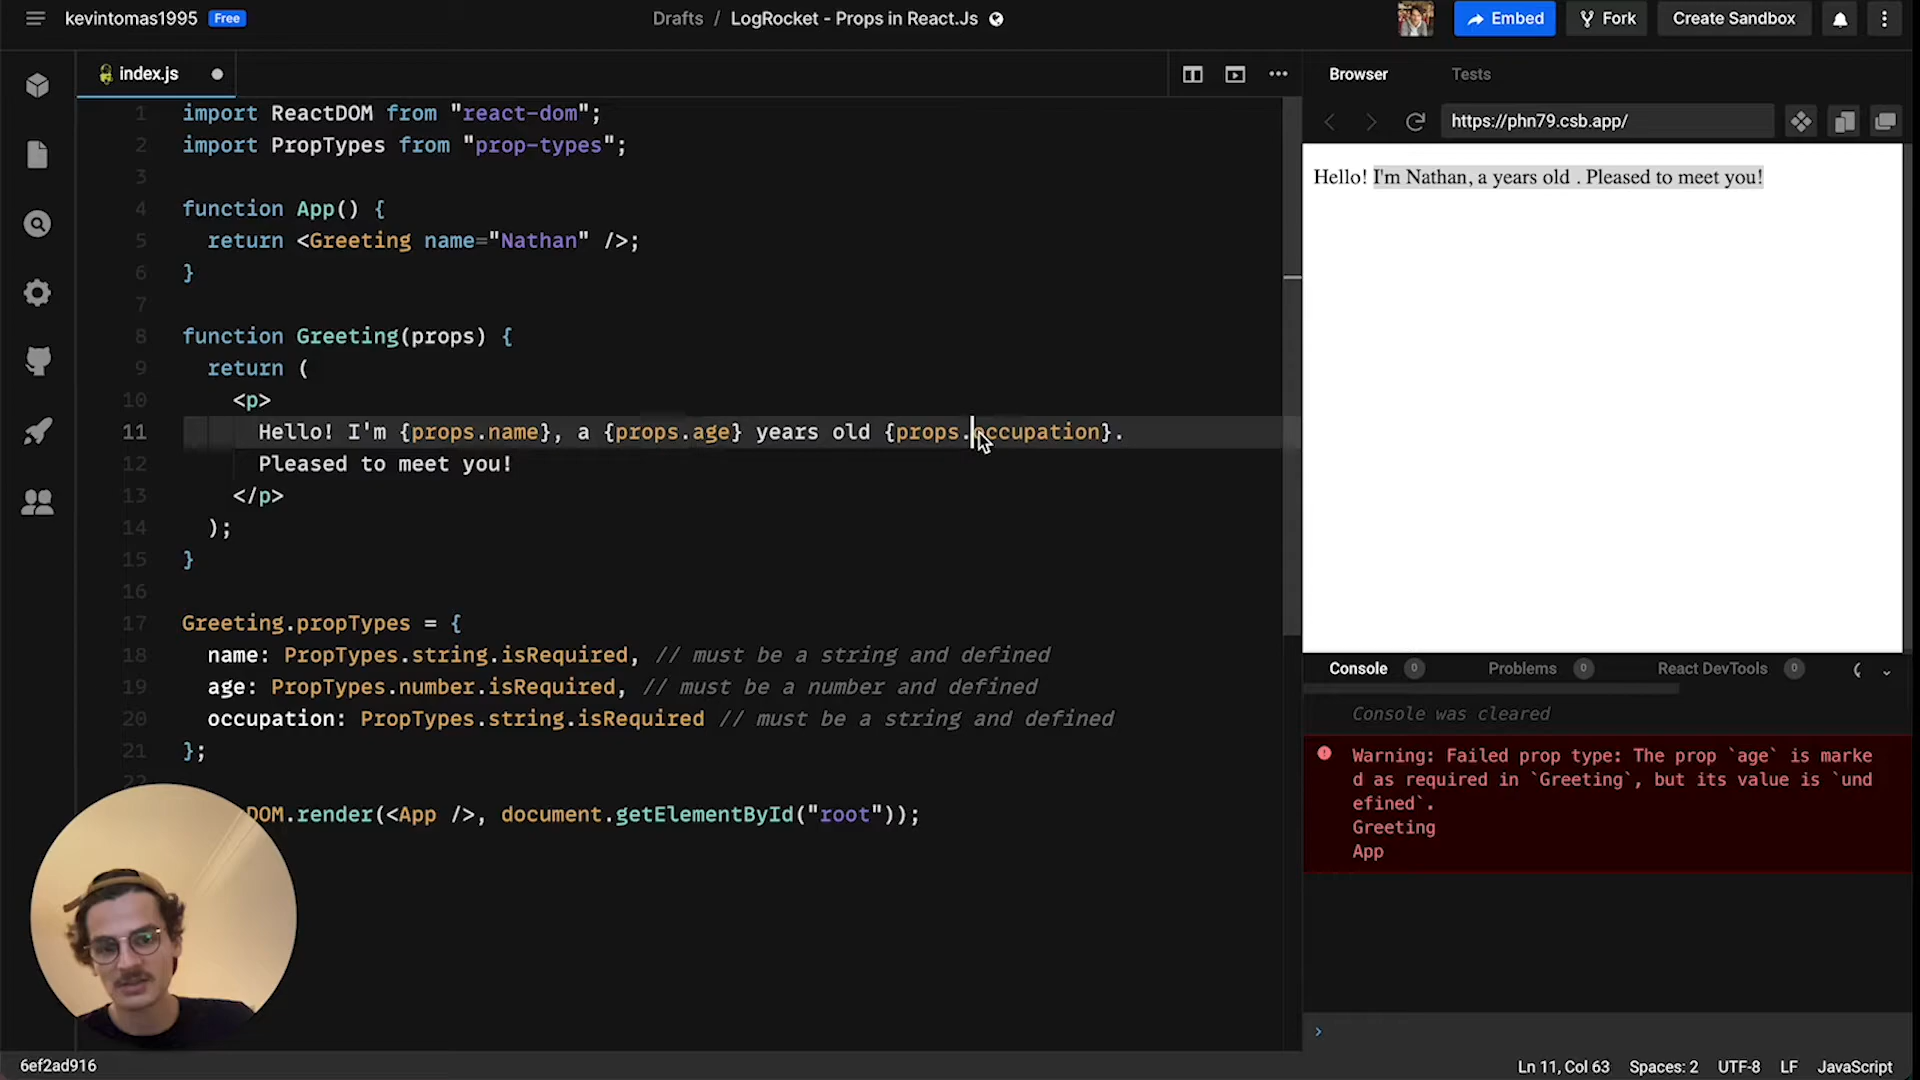 kevintomas1995 Free
Drafts / LogRocket - Props in React.Js
Embed
Fork
Create Sandbox
index.js
1 import ReactDOM from "react-dom";
2 import PropTypes from "prop-types";
3
4 function App() {
5 return <Greeting name="Nathan" />;
6 }
7
8 function Greeting(props) {
9 return (
10 <p>
11 Hello! I'm {props.name}, a {props.age} years old {props.occupation}.
12 Pleased to meet you!
13 </p>
14 );
15 }
16
17 Greeting.propTypes = {
18 name: PropTypes.string.isRequired, // must be a string and defined
19 age: PropTypes.number.isRequired, // must be a number and defined
20 occupation: PropTypes.string.isRequired // must be a string and defined
21 };
22
DOM.render(<App />, document.getElementById("root"));
Browser Tests
https://phn79.csb.app/
Hello! I'm Nathan, a years old . Pleased to meet you!
Console 0 Problems 0 React DevTools 0
Console was cleared
Warning: Failed prop type: The prop `age` is marke
d as required in `Greeting`, but its value is `und
efined`.
Greeting
App
6ef2ad916
Ln 11, Col 63 Spaces: 2 UTF-8 LF JavaScript